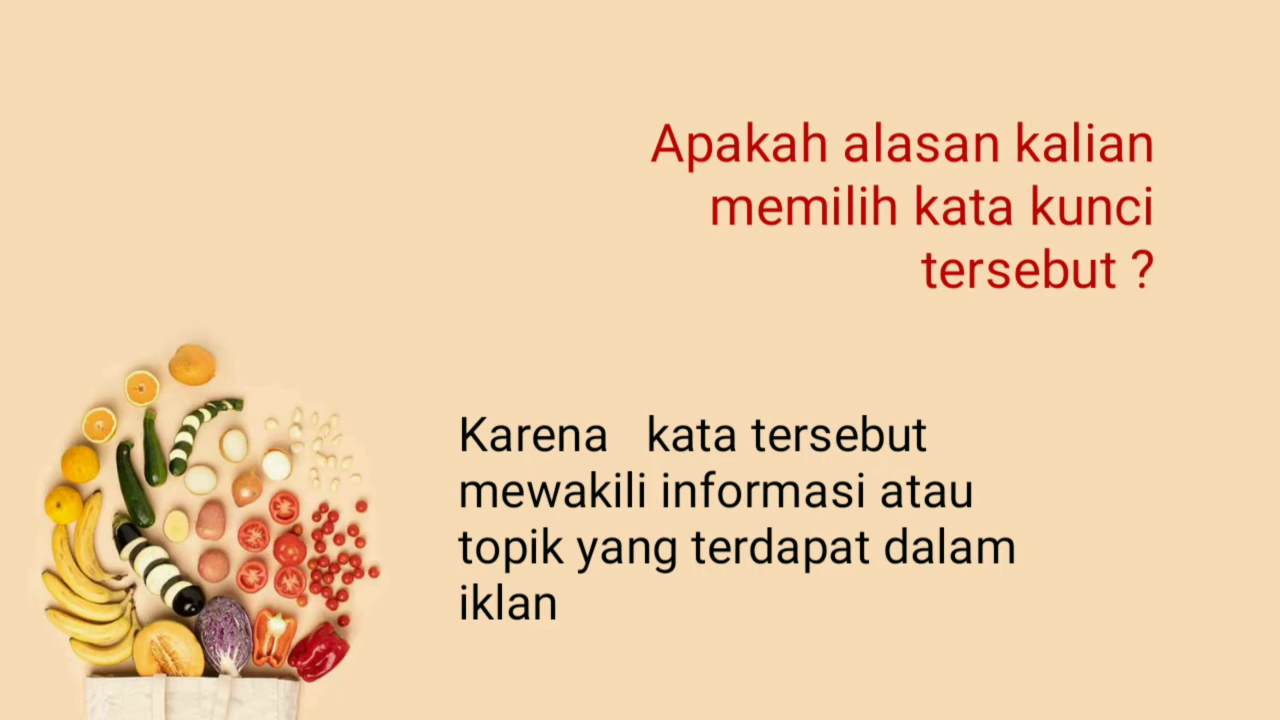 Apakah alasan kalian
memilih kata kunci
tersebut ?
Karena kata tersebut
mewakili informasi atau
topik yang terdapat dalam
iklan